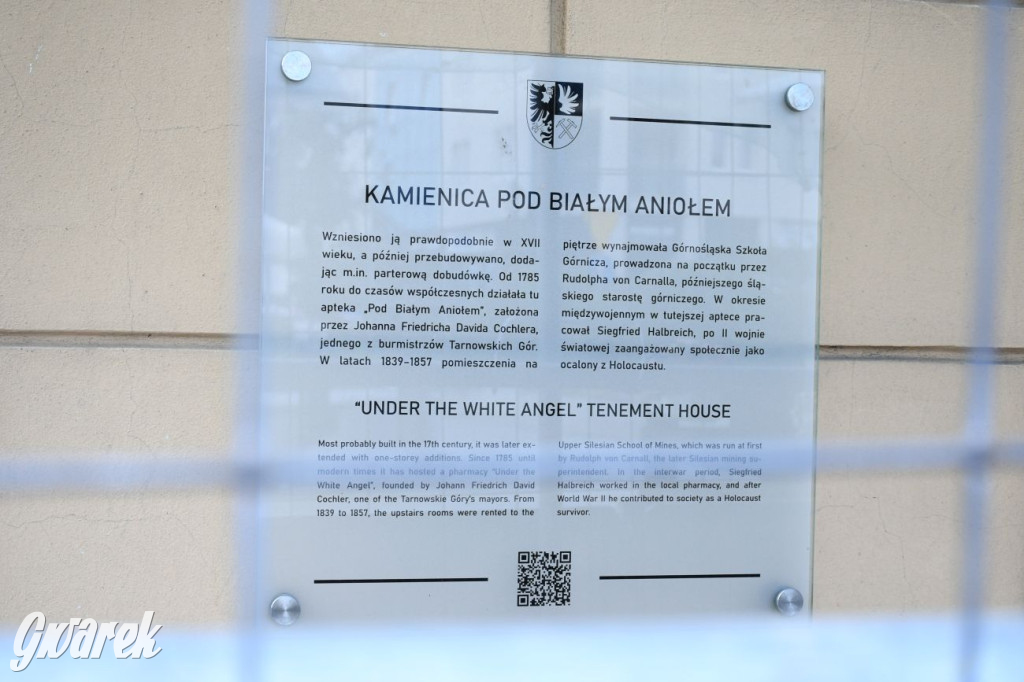 KAMIENICA POD BIAŁYM ANIOŁEM
Wzniesiono ją prawdopodobnie w XVII
wieku, a później przebudowywano, doda-
jąc m.in. parterową dobudówkę. Od 1785
roku do czasów współczesnych działała tu
apteka „Pod Białym Aniołem”, założona
przez Johanna Friedricha Davida Cochlera,
jednego z burmistrzów Tarnowskich Gór.
W latach 1839–1857 pomieszczenia na
piętrze wynajmowała Górnośląska Szkoła
Górnicza, prowadzona na początku przez
Rudolpha von Carnalla, późniejszego ślą-
skiego starostę górniczego. W okresie
międzywojennym w tutejszej aptece pra-
cował Siegfried Halbreich, po II wojnie
światowej zaangażowany społecznie jako
ocalony z Holocaustu.
“UNDER THE WHITE ANGEL” TENEMENT HOUSE
Most probably built in the 17th century, it was later ex-
tended with one-storey additions. Since 1785 until
modern times it has hosted a pharmacy “Under the
White Angel”, founded by Johann Friedrich David
Cochler, one of the Tarnowskie Góry’s mayors. From
1839 to 1857, the upstairs rooms were rented to the
Upper Silesian School of Mines, which was run at first
by Rudolph von Carnall, the later Silesian mining su-
perintendent. In the interwar period, Siegfried
Halbreich worked in the local pharmacy, and after
World War II he contributed to society as a Holocaust
survivor.
Gwarek